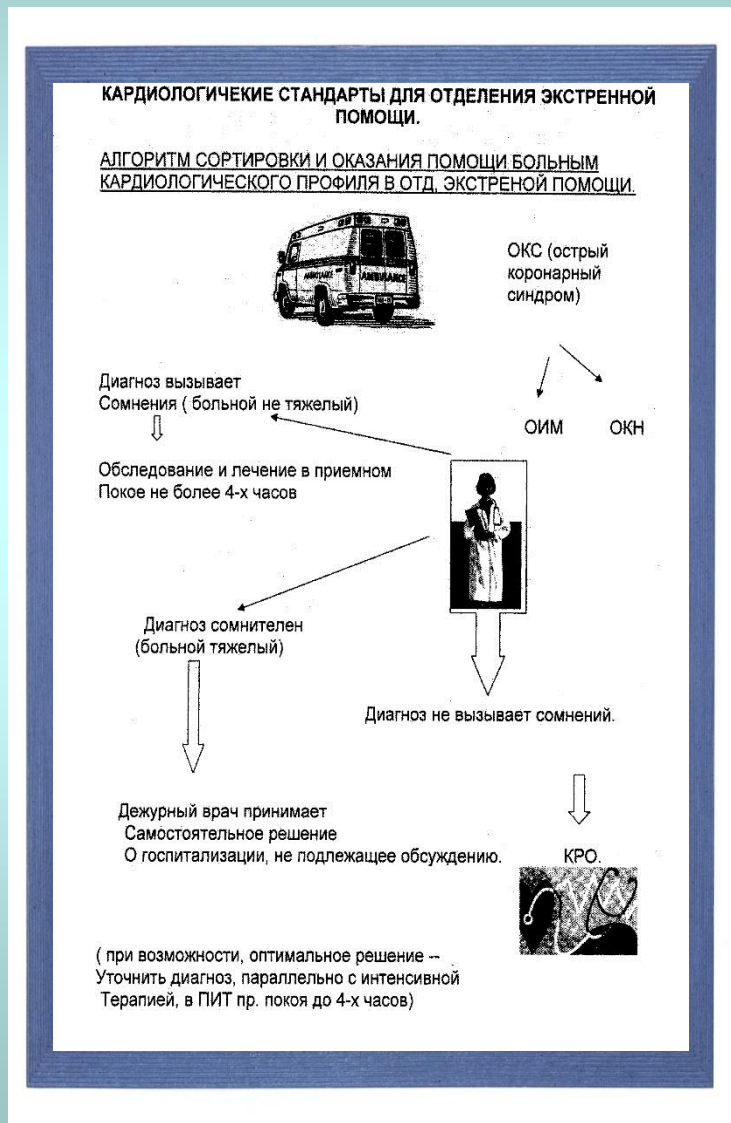 КАРДИОЛОГИЧЕКИЕ СТАНДАРТЫ ДЛЯ ОТДЕЛЕНИЯ ЭКСТРЕННОЙ
ПОМОЩИ.
АЛГОРИТМ СОРТИРОВКИ И ОКАЗАНИЯ ПОМОЩИ БОЛЬНЫМ
КАРДИОЛОГИЧЕСКОГО ПРОФИЛЯ В ОТД. ЭКСТРЕНОЙ ПОМОЩИ.
AMBULANCE AMBULANCE
ОКС (острый
коронарный
синдром)
Диагноз вызывает
Сомнения ( больной не тяжелый)
ОИМ ОКН
Обследование и лечение в приемном
Покое не более 4-х часов
Диагноз сомнителен
(больной тяжелый)
Диагноз не вызывает сомнений.
Дежурный врач принимает
Самостоятельное решение
О госпитализации, не подлежащее обсуждению.
КРО.
( при возможности, оптимальное решение –
Уточнить диагноз, параллельно с интенсивной
Терапией, в ПИТ пр. покоя до 4-х часов)